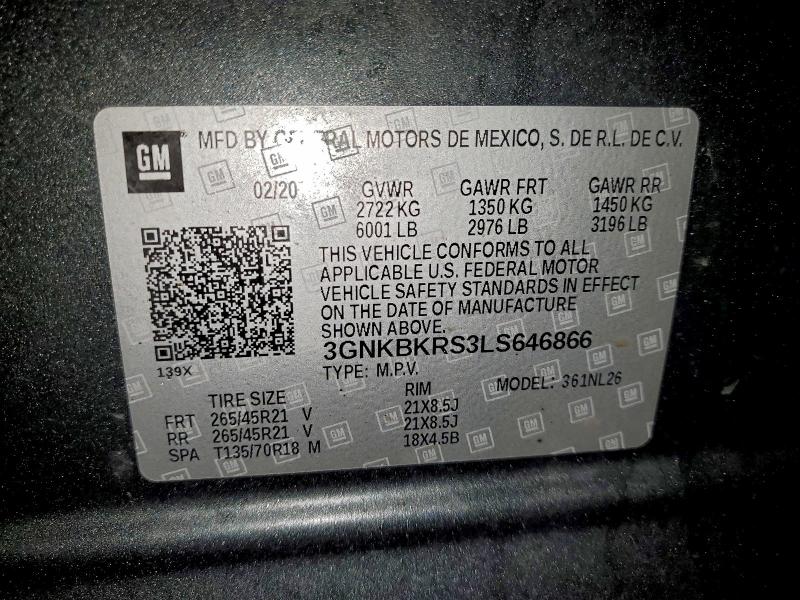 GM MFD BY GENERAL MOTORS DE MEXICO, S. DE R.L. DE C.V.
02/20 GVWR GAWR FRT GAWR RR
2722 KG 1350 KG 1450 KG
6001 LB 2976 LB 3196 LB
THIS VEHICLE CONFORMS TO ALL
APPLICABLE U.S. FEDERAL MOTOR
VEHICLE SAFETY STANDARDS IN EFFECT
ON THE DATE OF MANUFACTURE
SHOWN ABOVE.
3GNKBKRS3LS646866
139X
TYPE: M.P.V. MODEL: 361NL26
TIRE SIZE RIM
FRT 265/45R21 V 21X8.5J
RR 265/45R21 V 21X8.5J
SPA T135/70R18 M 18X4.5B